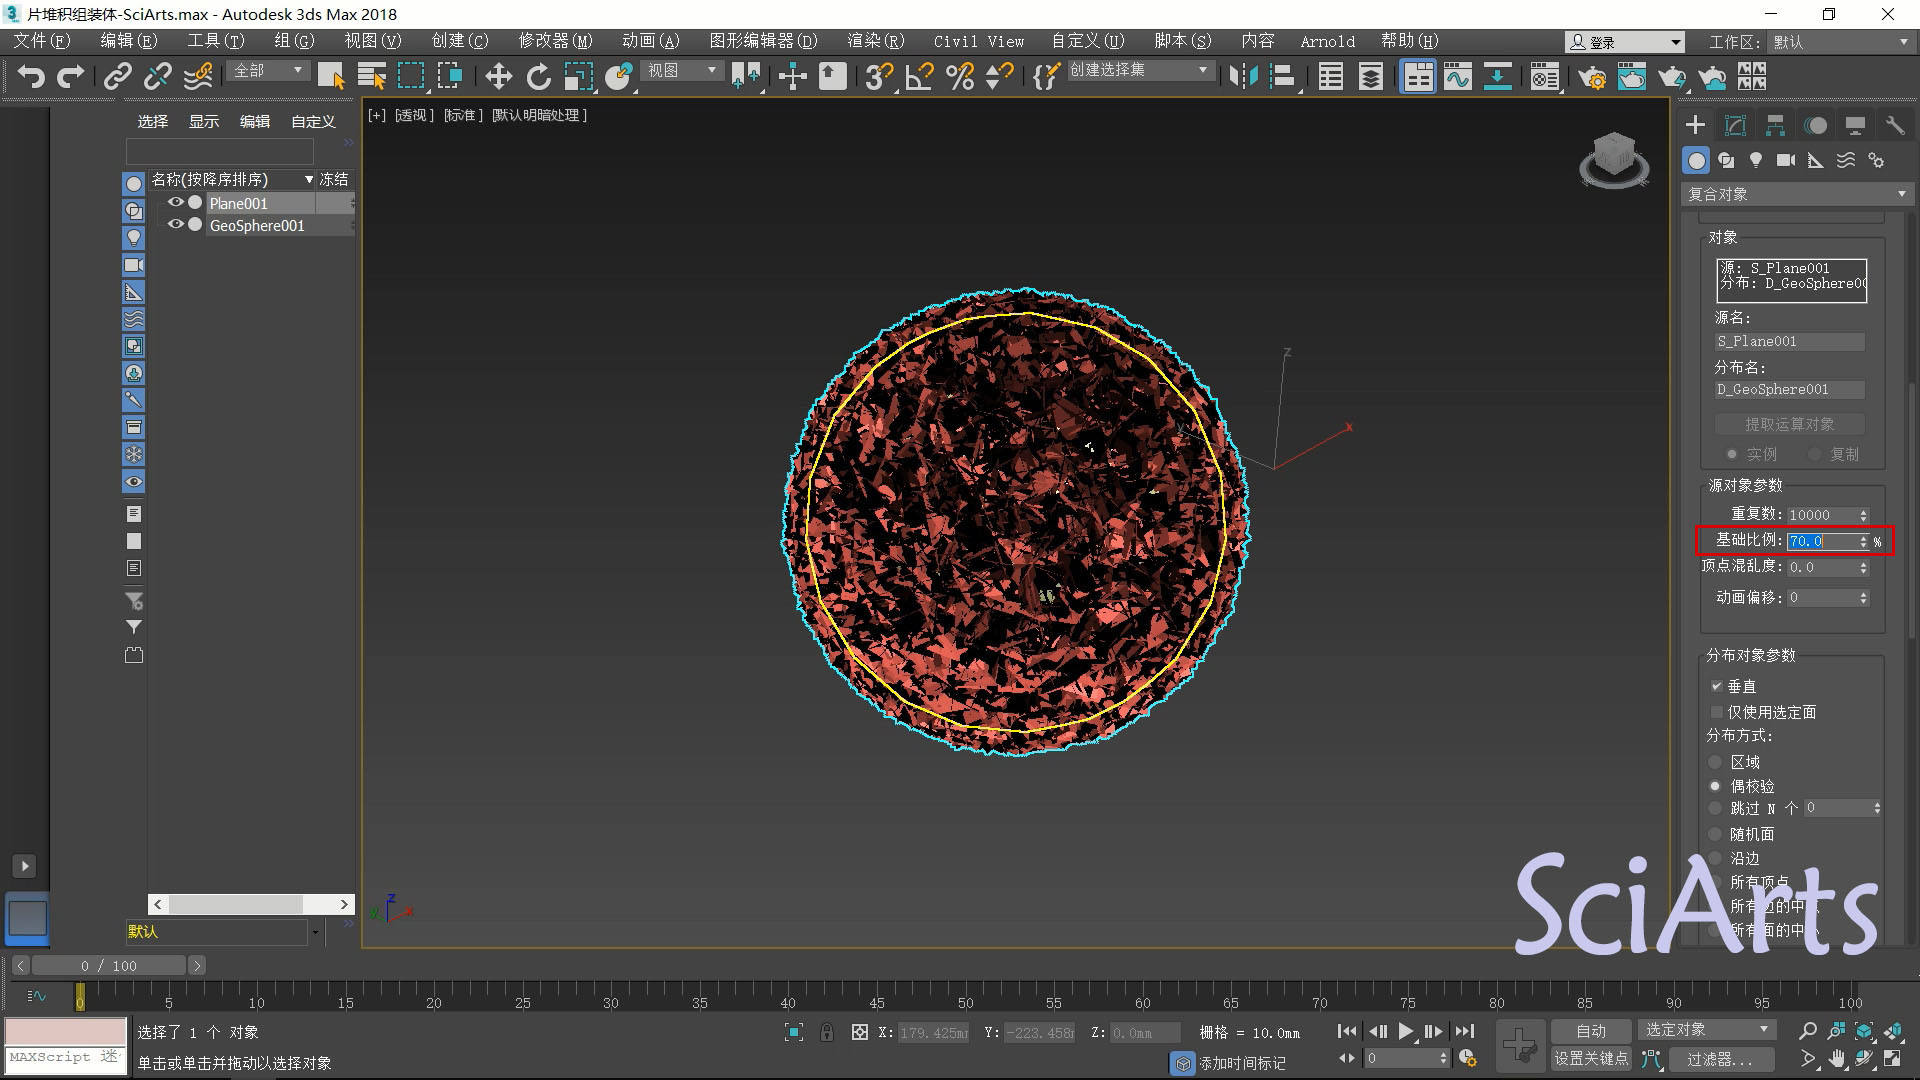 片堆积组装体-SciArts.max - Autodesk 3ds Max 2018
文件(F) 编辑(E) 工具(T) 组(G) 视图(V) 创建(C) 修改器(M) 动画(A) 图形编辑器(D) 渲染(R) Civil View 自定义(U) 脚本(S) 内容 Arnold 帮助(H) 登录 工作区: 默认
全部 视图 创建选择集
选择 显示 编辑 自定义
[+] [透视] [标准] [默认明暗处理]
名称(按降序排序) 冻结
Plane001
GeoSphere001
复合对象
对象
源: S_Plane001
分布: D_GeoSphere00
源名:
S_Plane001
分布名:
D_GeoSphere001
提取运算对象
实例 复制
源对象参数
重复数: 10000
基础比例: 70.0 %
顶点混乱度: 0.0
动画偏移: 0
分布对象参数
垂直
仅使用选定面
分布方式:
区域
偶校验
跳过 N 个 0
随机面
沿边
所有顶点
所有边的中
所有面的中心
SciArts
z
x
y
z
y
x
默认
0 / 100
0 5 10 15 20 25 30 35 40 45 50 55 60 65 70 75 80 85 90 95 100
选择了 1 个 对象
X: 179.425m Y: -223.458 Z: 0.0mm 栅格 = 10.0mm
自动 选定对象
MAXScript 迷
单击或单击并拖动以选择对象
添加时间标记
0
设置关键点 过滤器...